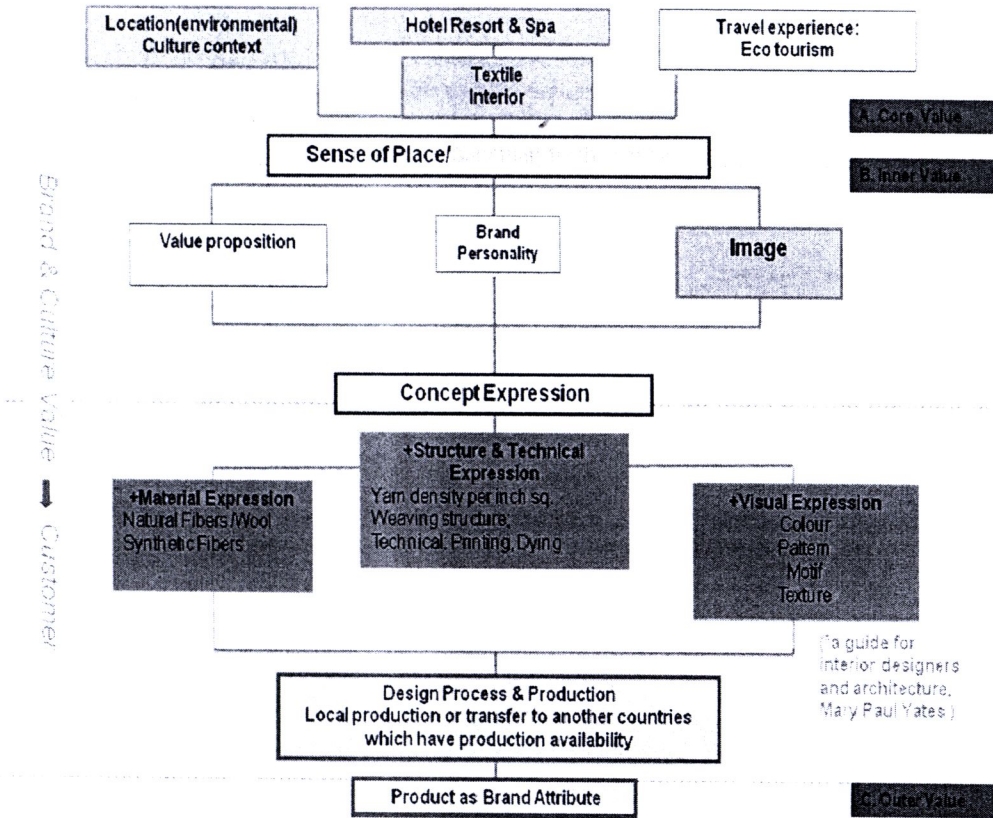 Location(environmental)
Culture context
Hotel Resort & Spa
Travel experience:
Eco tourism
Textile
Interior
A. Core Value
Sense of Place/
B. Inner Value
Value proposition
Brand
Personality
Image
Brand & Culture Value → Customer
Concept Expression
+Structure & Technical
Expression
Yarn density per inch sq.
Weaving structure;
Technical: Printing, Dying
+Material Expression
Natural Fibers /Wool
Synthetic Fibers
+Visual Expression
Colour
Pattern
Motif
Texture
("a guide for
interior designers
and architecture,
Mary Paul Yates )
Design Process & Production
Local production or transfer to another countries
which have production availability
Product as Brand Attribute
C. Outer Value